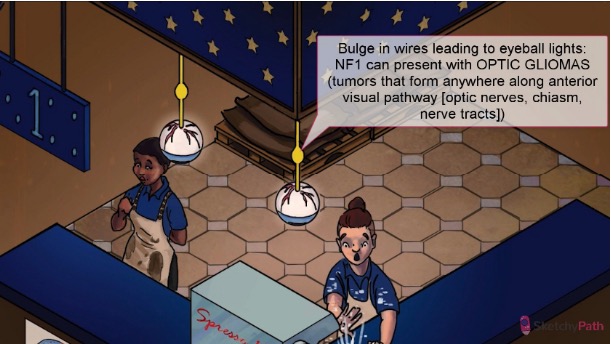 Bulge in wires leading to eyeball lights:
NF1 can present with OPTIC GLIOMAS
(tumors that form anywhere along anterior
visual pathway [optic nerves, chiasm,
nerve tracts])
1
SketchyPath